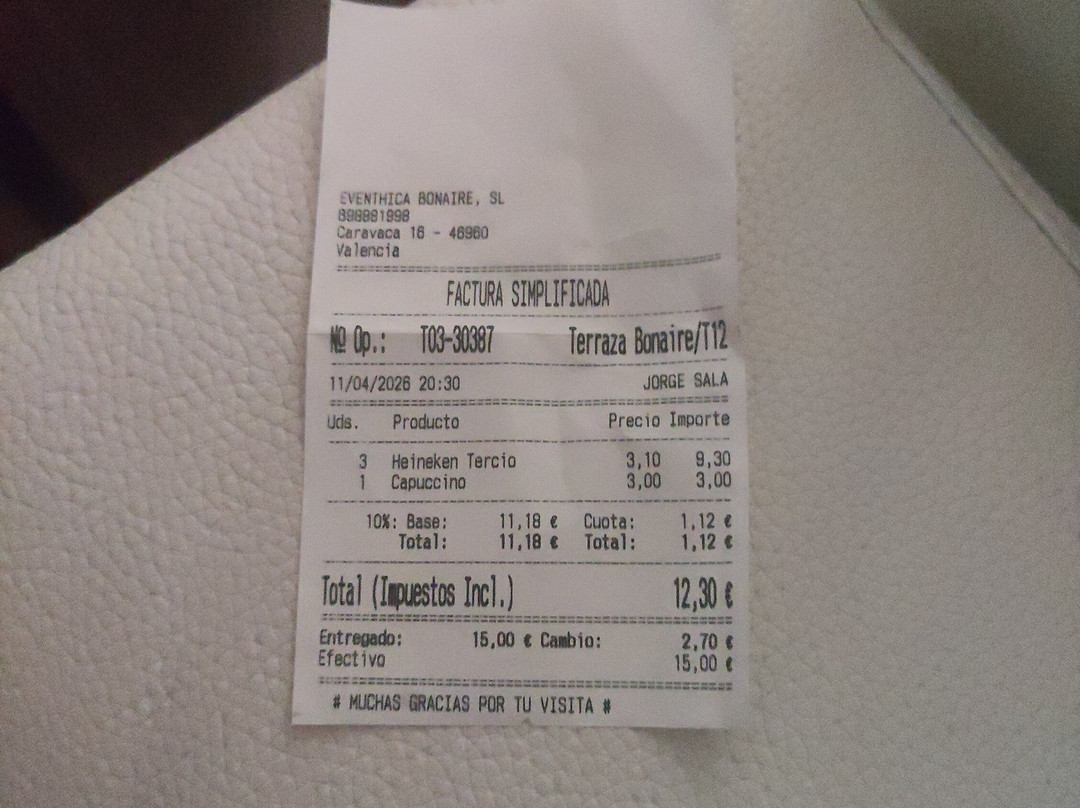 EVENTHICA BONAIRE, SL
B98881998
Caravaca 16 - 46960
Valencia
FACTURA SIMPLIFICADA
Nº Op.: T03-30387 Terraza Bonaire/T12
11/04/2026 20:30 JORGE SALA
Uds. Producto Precio Importe
3 Heineken Tercio 3,10 9,30
1 Capuccino 3,00 3,00
10%: Base: 11,18 € Cuota: 1,12 €
Total: 11,18 € Total: 1,12 €
Total (Impuestos Incl.) 12,30 €
Entregado: 15,00 € Cambio: 2,70 €
Efectivo 15,00 €
# MUCHAS GRACIAS POR TU VISITA #